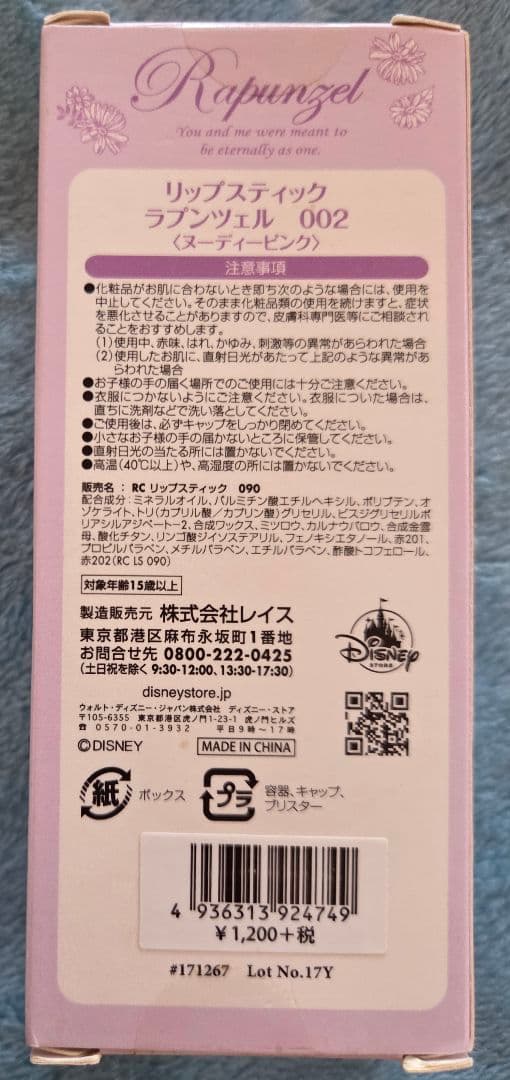 Rapunzel
You and me were meant to
be eternally as one.
リップスティック
ラプンツェル 002
〈ヌーディーピンク〉
注意事項
●化粧品がお肌に合わないとき即ち次のような場合には、使用を
中止してください。そのまま化粧品類の使用を続けますと、症状
を悪化させることがありますので、皮膚科専門医等にご相談され
ることをおすすめします。
(1)使用中、赤味、はれ、かゆみ、刺激等の異常があらわれた場合
(2)使用したお肌に、直射日光があたって上記のような異常があ
らわれた場合
●お子様の手の届く場所でのご使用には十分ご注意ください。
●衣服につかないようにご注意ください。衣服についた場合は、
直ちに洗剤などで洗い落としてください。
●ご使用後は、必ずキャップをしっかり閉めてください。
●小さなお子様の手の届かないところに保管してください。
●直射日光の当たる所には置かないでください。
●高温(40℃以上)や、高湿度の所には置かないでください。
販売名 : RC リップスティック 090
配合成分:ミネラルオイル、パルミチン酸エチルヘキシル、ポリブテン、オ
ゾケライト、トリ(カプリル酸/カプリン酸)グリセリル、ビスジグリセリルポ
リアシルアジペート-2、合成ワックス、ミツロウ、カルナウバロウ、合成金雲
母、酸化チタン、リンゴ酸ジイソステアリル、フェノキシエタノール、赤201、
プロピルパラベン、メチルパラベン、エチルパラベン、酢酸トコフェロール、
赤202(RC LS 090)
対象年齢15歳以上
製造販売元 株式会社レイス
東京都港区麻布永坂町1番地
お問合せ先 0800-222-0425
(土日祝を除く 9:30-12:00、13:30-17:30)
DISNEY
STORE
disneystore.jp
ウォルト・ディズニー・ジャパン株式会社 ディズニー・ストア
〒105-6355 東京都港区虎ノ門1-23-1 虎ノ門ヒルズ
☎ 0570-01-3932 平日9時~17時
©DISNEY MADE IN CHINA
紙 ボックス プラ 容器、キャップ、
ブリスター
4 936313 924749
¥1,200+税
#171267 Lot No.17Y